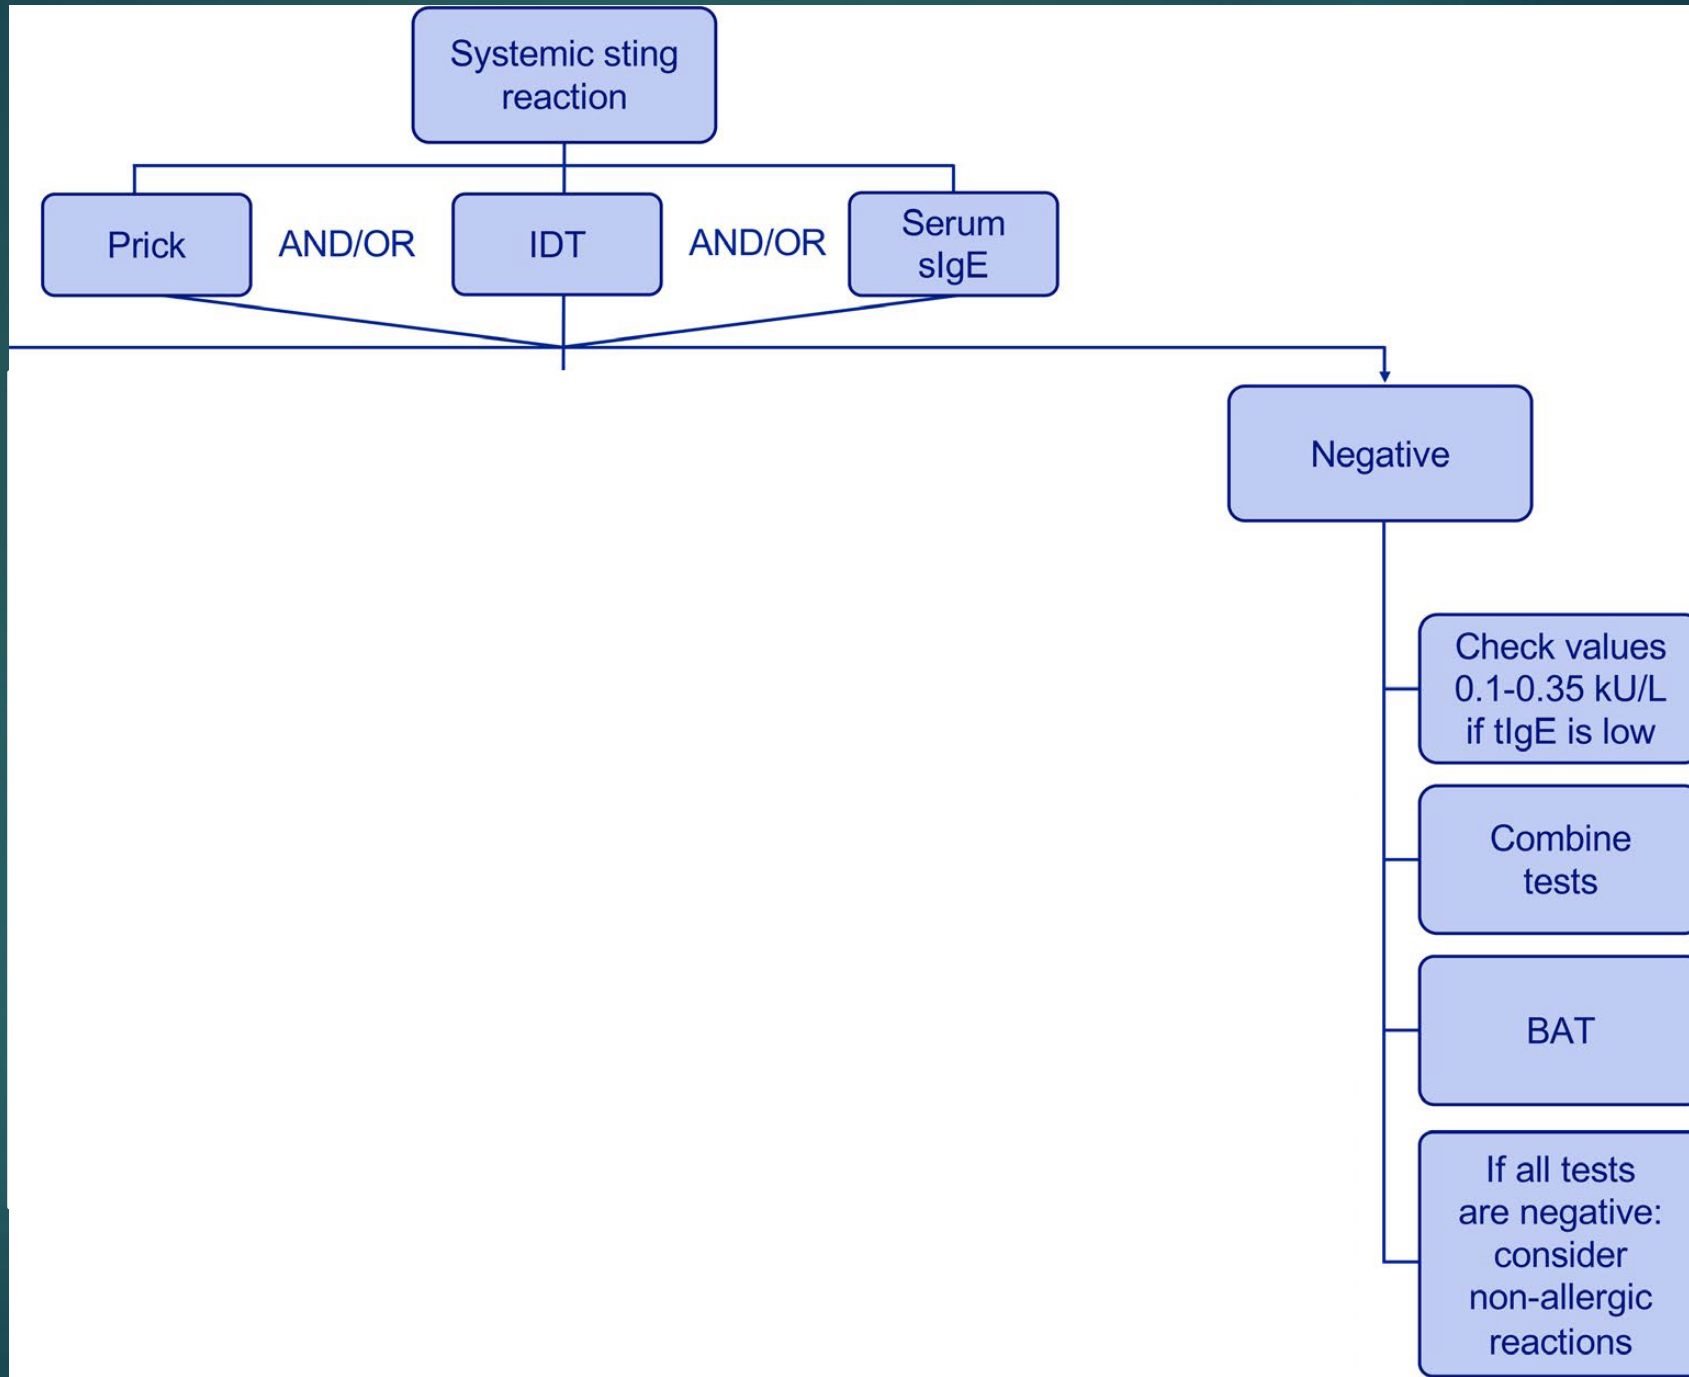 Systemic sting
reaction
Prick
AND/OR
IDT
AND/OR
Serum
sIgE
Negative
Check values
0.1-0.35 kU/L
if tIgE is low
Combine
tests
BAT
If all tests
are negative:
consider
non-allergic
reactions